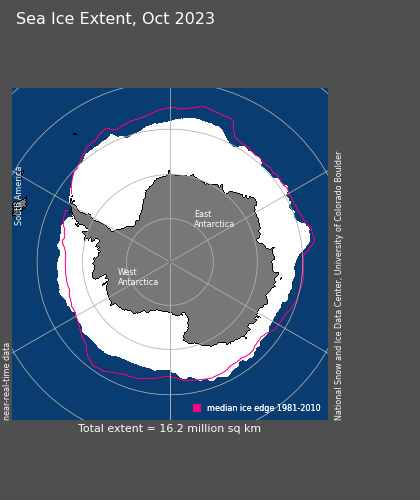 Sea Ice Extent, Oct 2023
South America
East
Antarctica
West
Antarctica
near-real-time data
National Snow and Ice Data Center, University of Colorado Boulder
median ice edge 1981-2010
Total extent = 16.2 million sq km